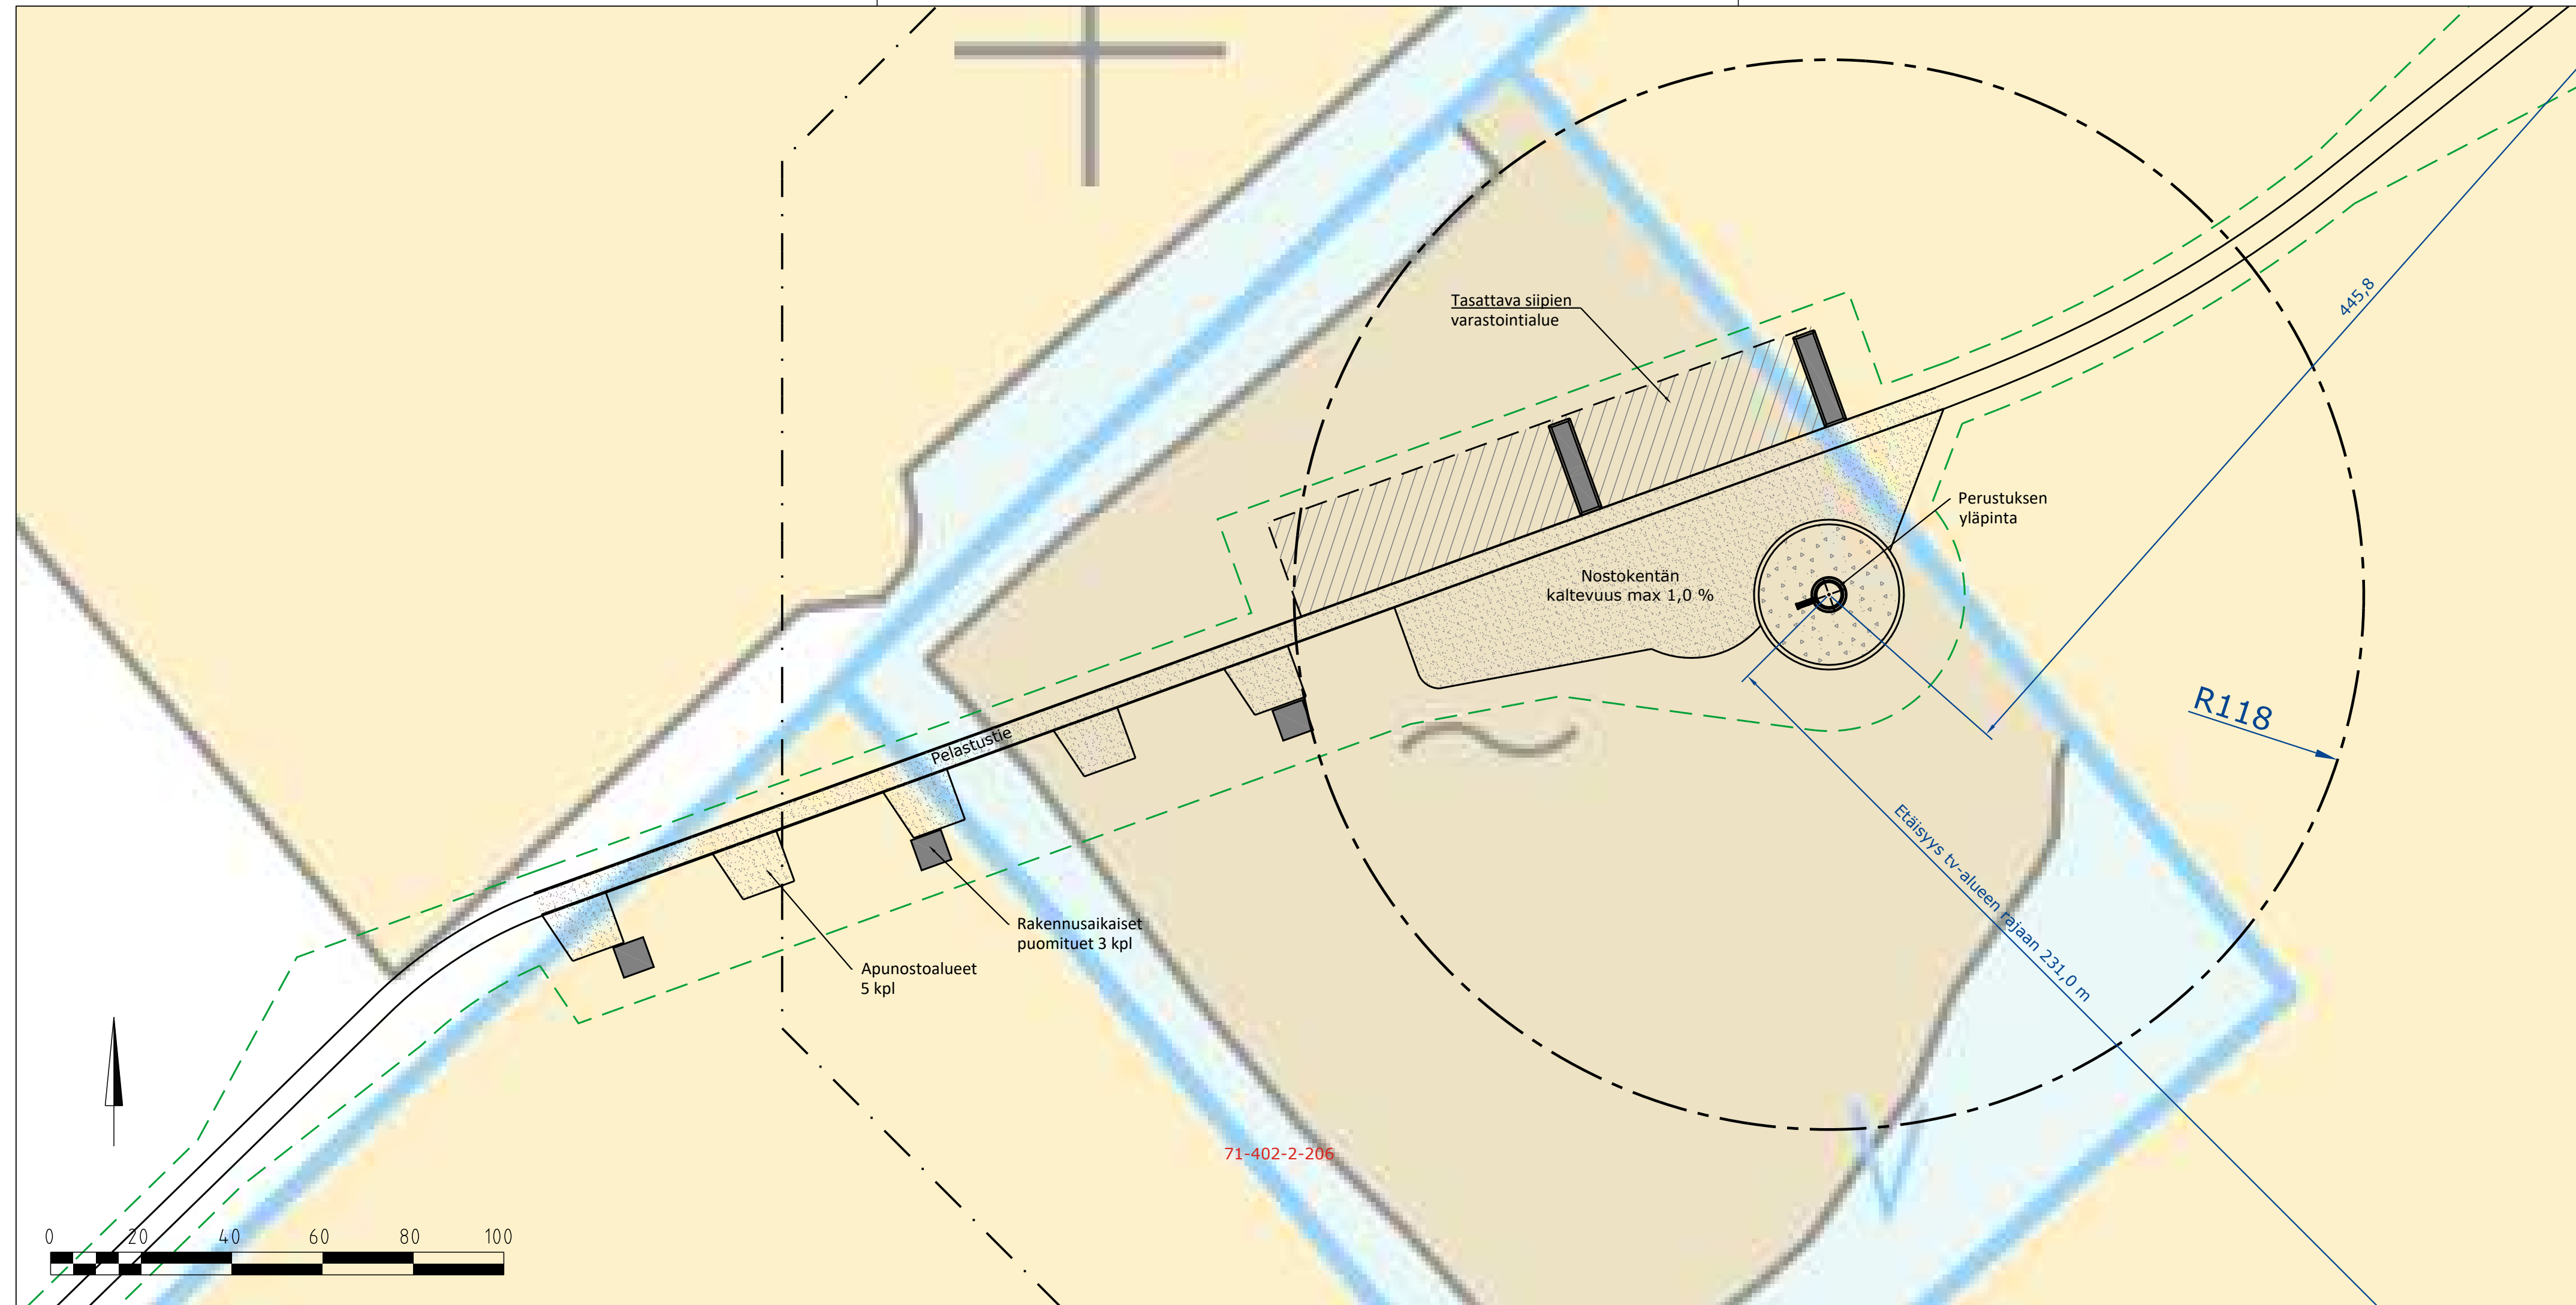 Tasattava siipien
varastointialue
445,8
Perustuksen
yläpinta
Nostokentän
kaltevuus max 1,0 %
R118
Pelastustie
Etäisyys tv-alueen rajaan 231,0 m
Rakennusaikaiset
puomituet 3 kpl
Apunostoalueet
5 kpl
71-402-2-206
0 20 40 60 80 100